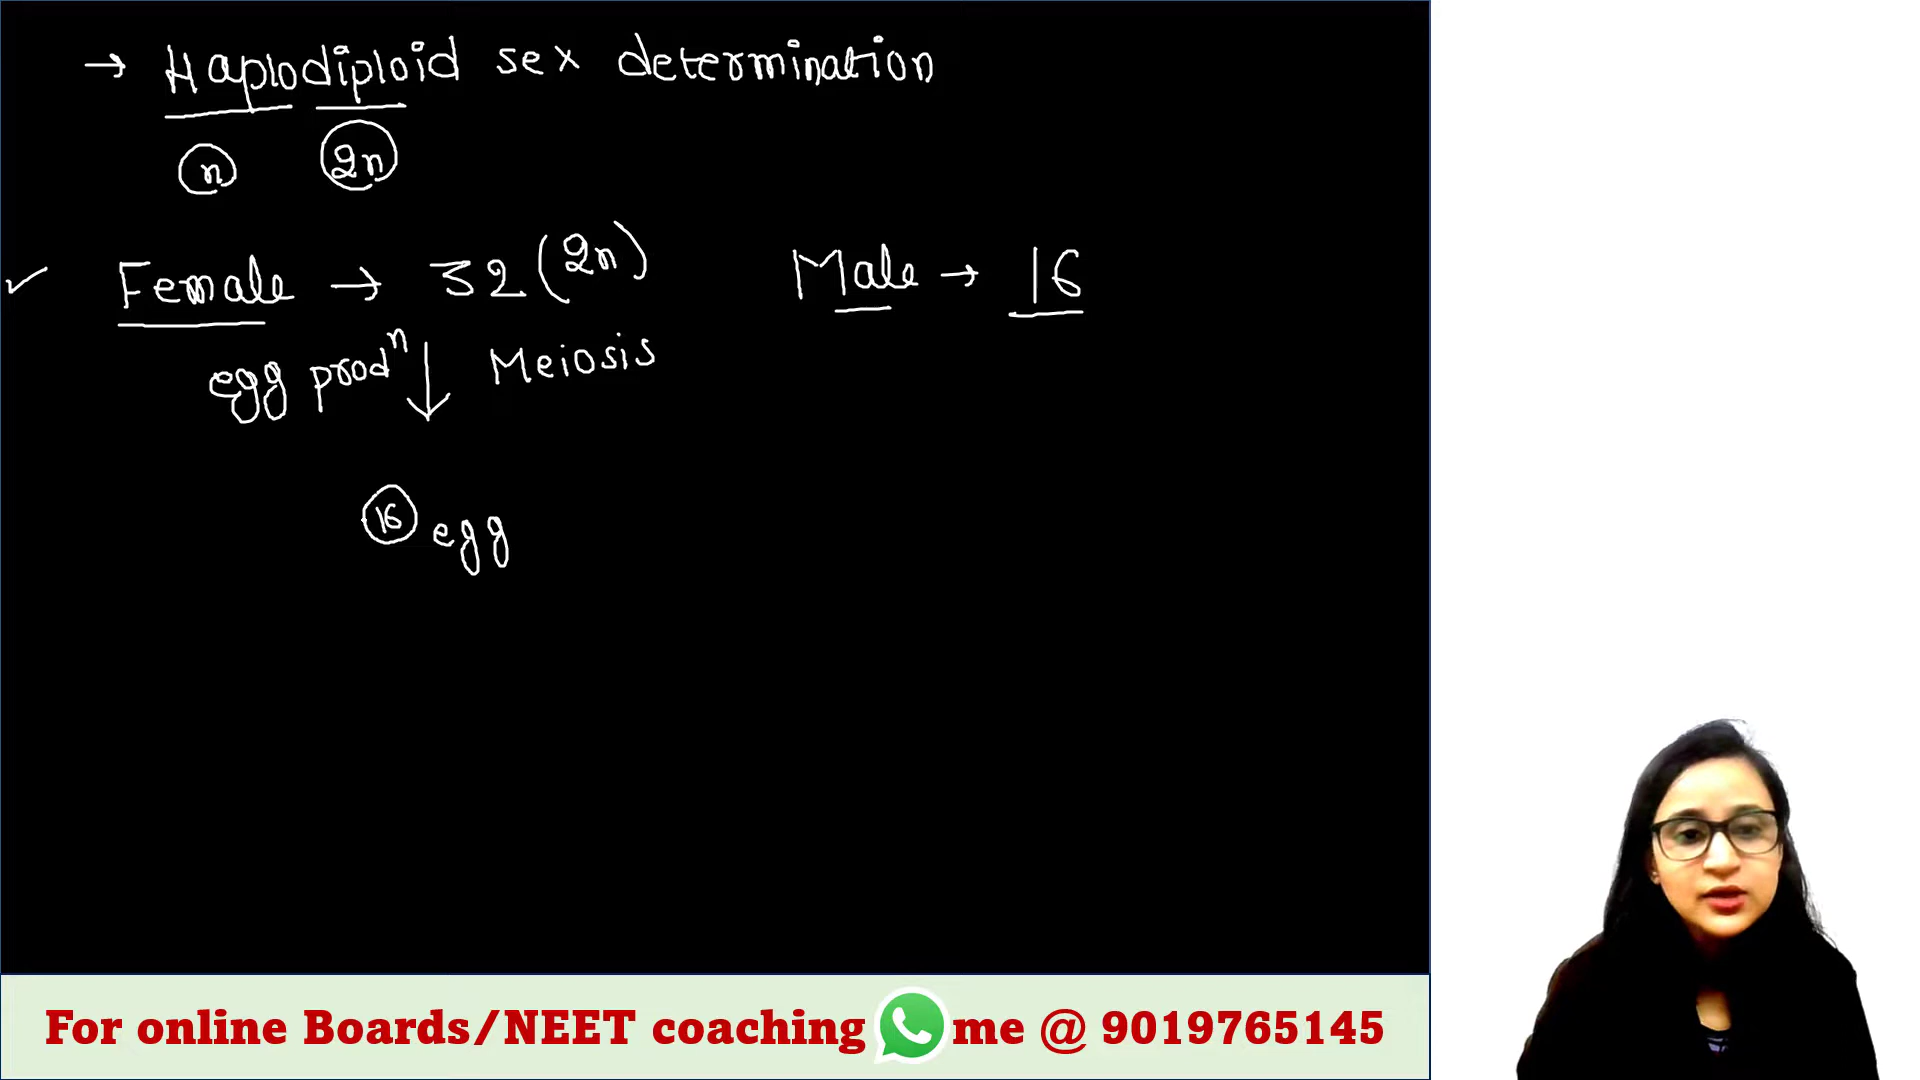 → Haplodiploid sex determination
n 2n
✓ Female → 32 (2n) Male → 16
egg prodⁿ ↓ Meiosis
16 egg
For online Boards/NEET coaching me @ 9019765145